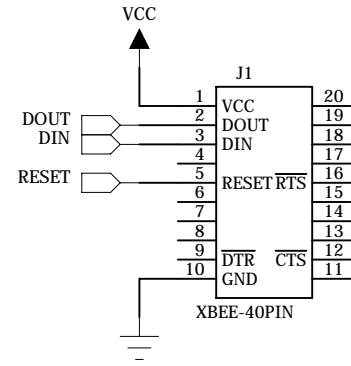 VCC
J1
1 VCC 20
DOUT 2 DOUT 19
DIN 3 DIN 18
4 17
RESET 5 RESET RTS 16
6 15
7 14
8 13
9 DTR CTS 12
10 GND 11
XBEE-40PIN